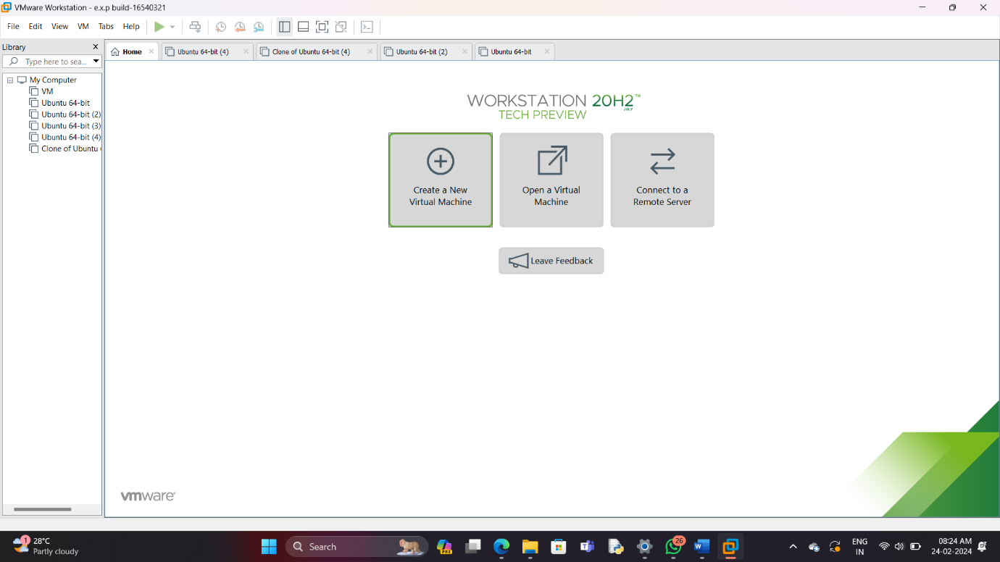 VMware Workstation - e.x.p build-16540321
File Edit View VM Tabs Help
Library
Type here to sea...
My Computer
VM
Ubuntu 64-bit
Ubuntu 64-bit (2)
Ubuntu 64-bit (3)
Ubuntu 64-bit (4)
Clone of Ubuntu
Home
Ubuntu 64-bit (4)
Clone of Ubuntu 64-bit (4)
Ubuntu 64-bit (2)
Ubuntu 64-bit
WORKSTATION 20H2™
JULY
TECH PREVIEW
Create a New
Virtual Machine
Open a Virtual
Machine
Connect to a
Remote Server
Leave Feedback
vmware®
1
28°C
Partly cloudy
Search
PRE
26
ENG
IN
08:24 AM
24-02-2024